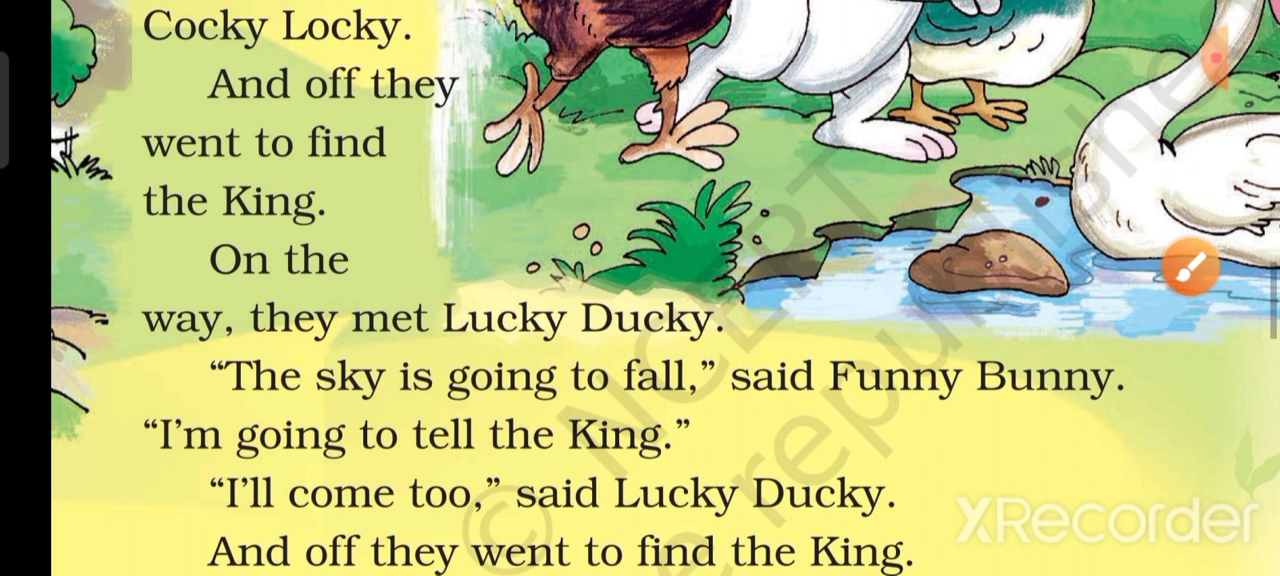 Cocky Locky.
And off they
went to find
the King.
On the
way, they met Lucky Ducky.
“The sky is going to fall,” said Funny Bunny.
“I’m going to tell the King.”
“I’ll come too,” said Lucky Ducky.
And off they went to find the King.
© NCERT
republishe
XRecorder